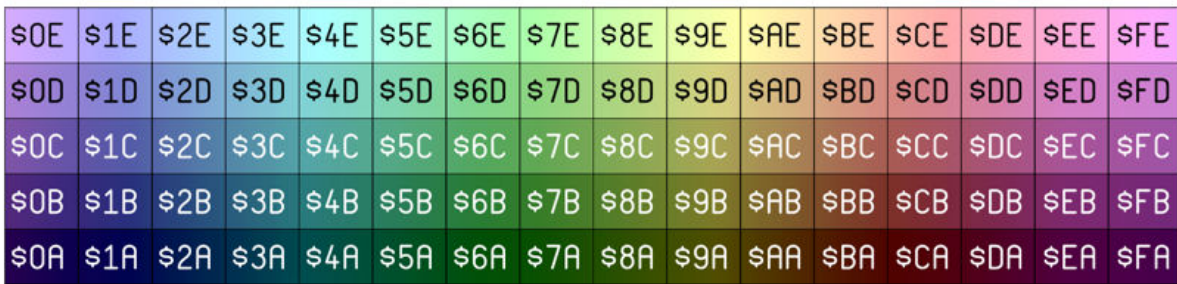 $0E $1E $2E $3E $4E $5E $6E $7E $8E $9E $AE $BE $CE $DE $EE $FE
$0D $1D $2D $3D $4D $5D $6D $7D $8D $9D $AD $BD $CD $DD $ED $FD
$0C $1C $2C $3C $4C $5C $6C $7C $8C $9C $AC $BC $CC $DC $EC $FC
$0B $1B $2B $3B $4B $5B $6B $7B $8B $9B $AB $BB $CB $DB $EB $FB
$0A $1A $2A $3A $4A $5A $6A $7A $8A $9A $AA $BA $CA $DA $EA $FA